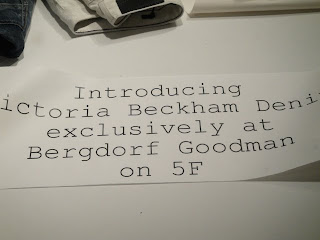 Introducing
ictoria Beckham Deni
exclusively at
Bergdorf Goodman
on 5F